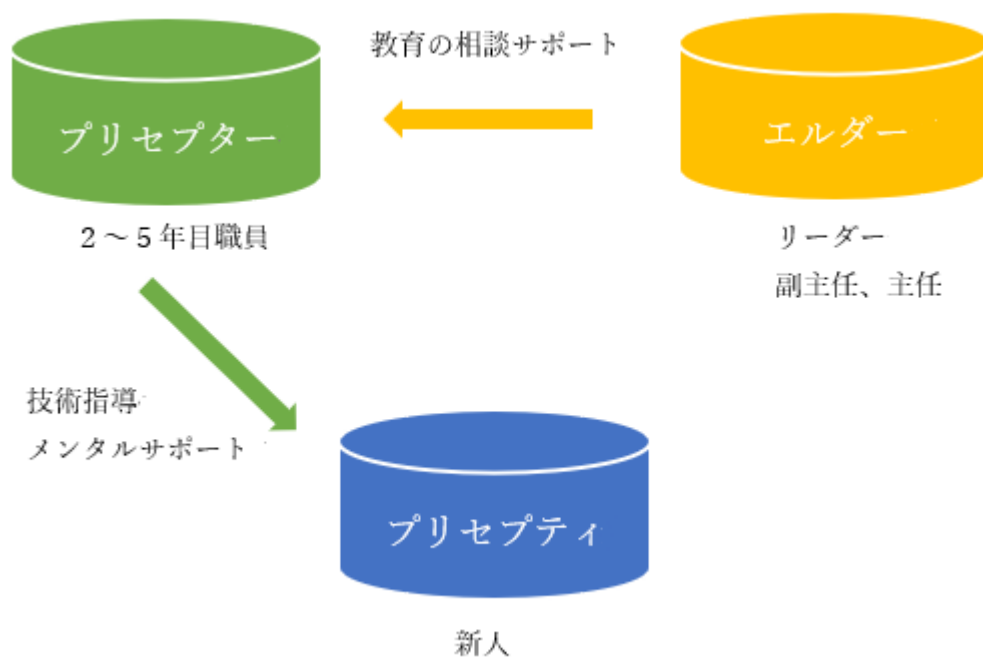 教育の相談サポート
プリセプター
エルダー
2～5年目職員
リーダー
副主任、主任
技術指導
メンタルサポート
プリセプティ
新人